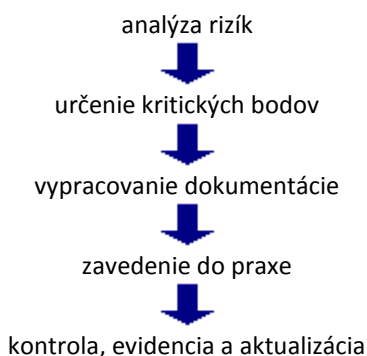 analýza rizík
určenie kritických bodov
vypracovanie dokumentácie
zavedenie do praxe
kontrola, evidencia a aktualizácia